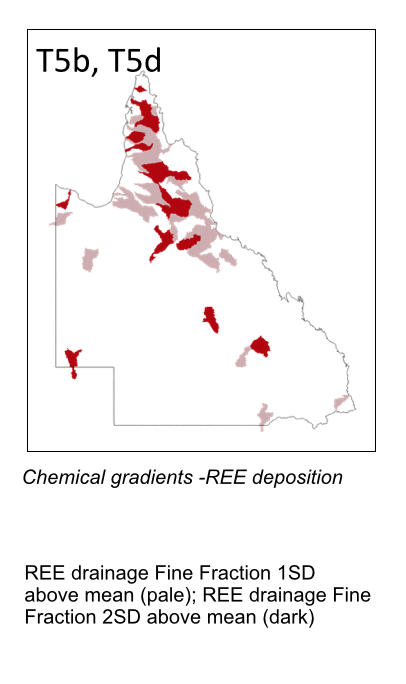 T5b, T5d
Chemical gradients -REE deposition
REE drainage Fine Fraction 1SD
above mean (pale); REE drainage Fine
Fraction 2SD above mean (dark)